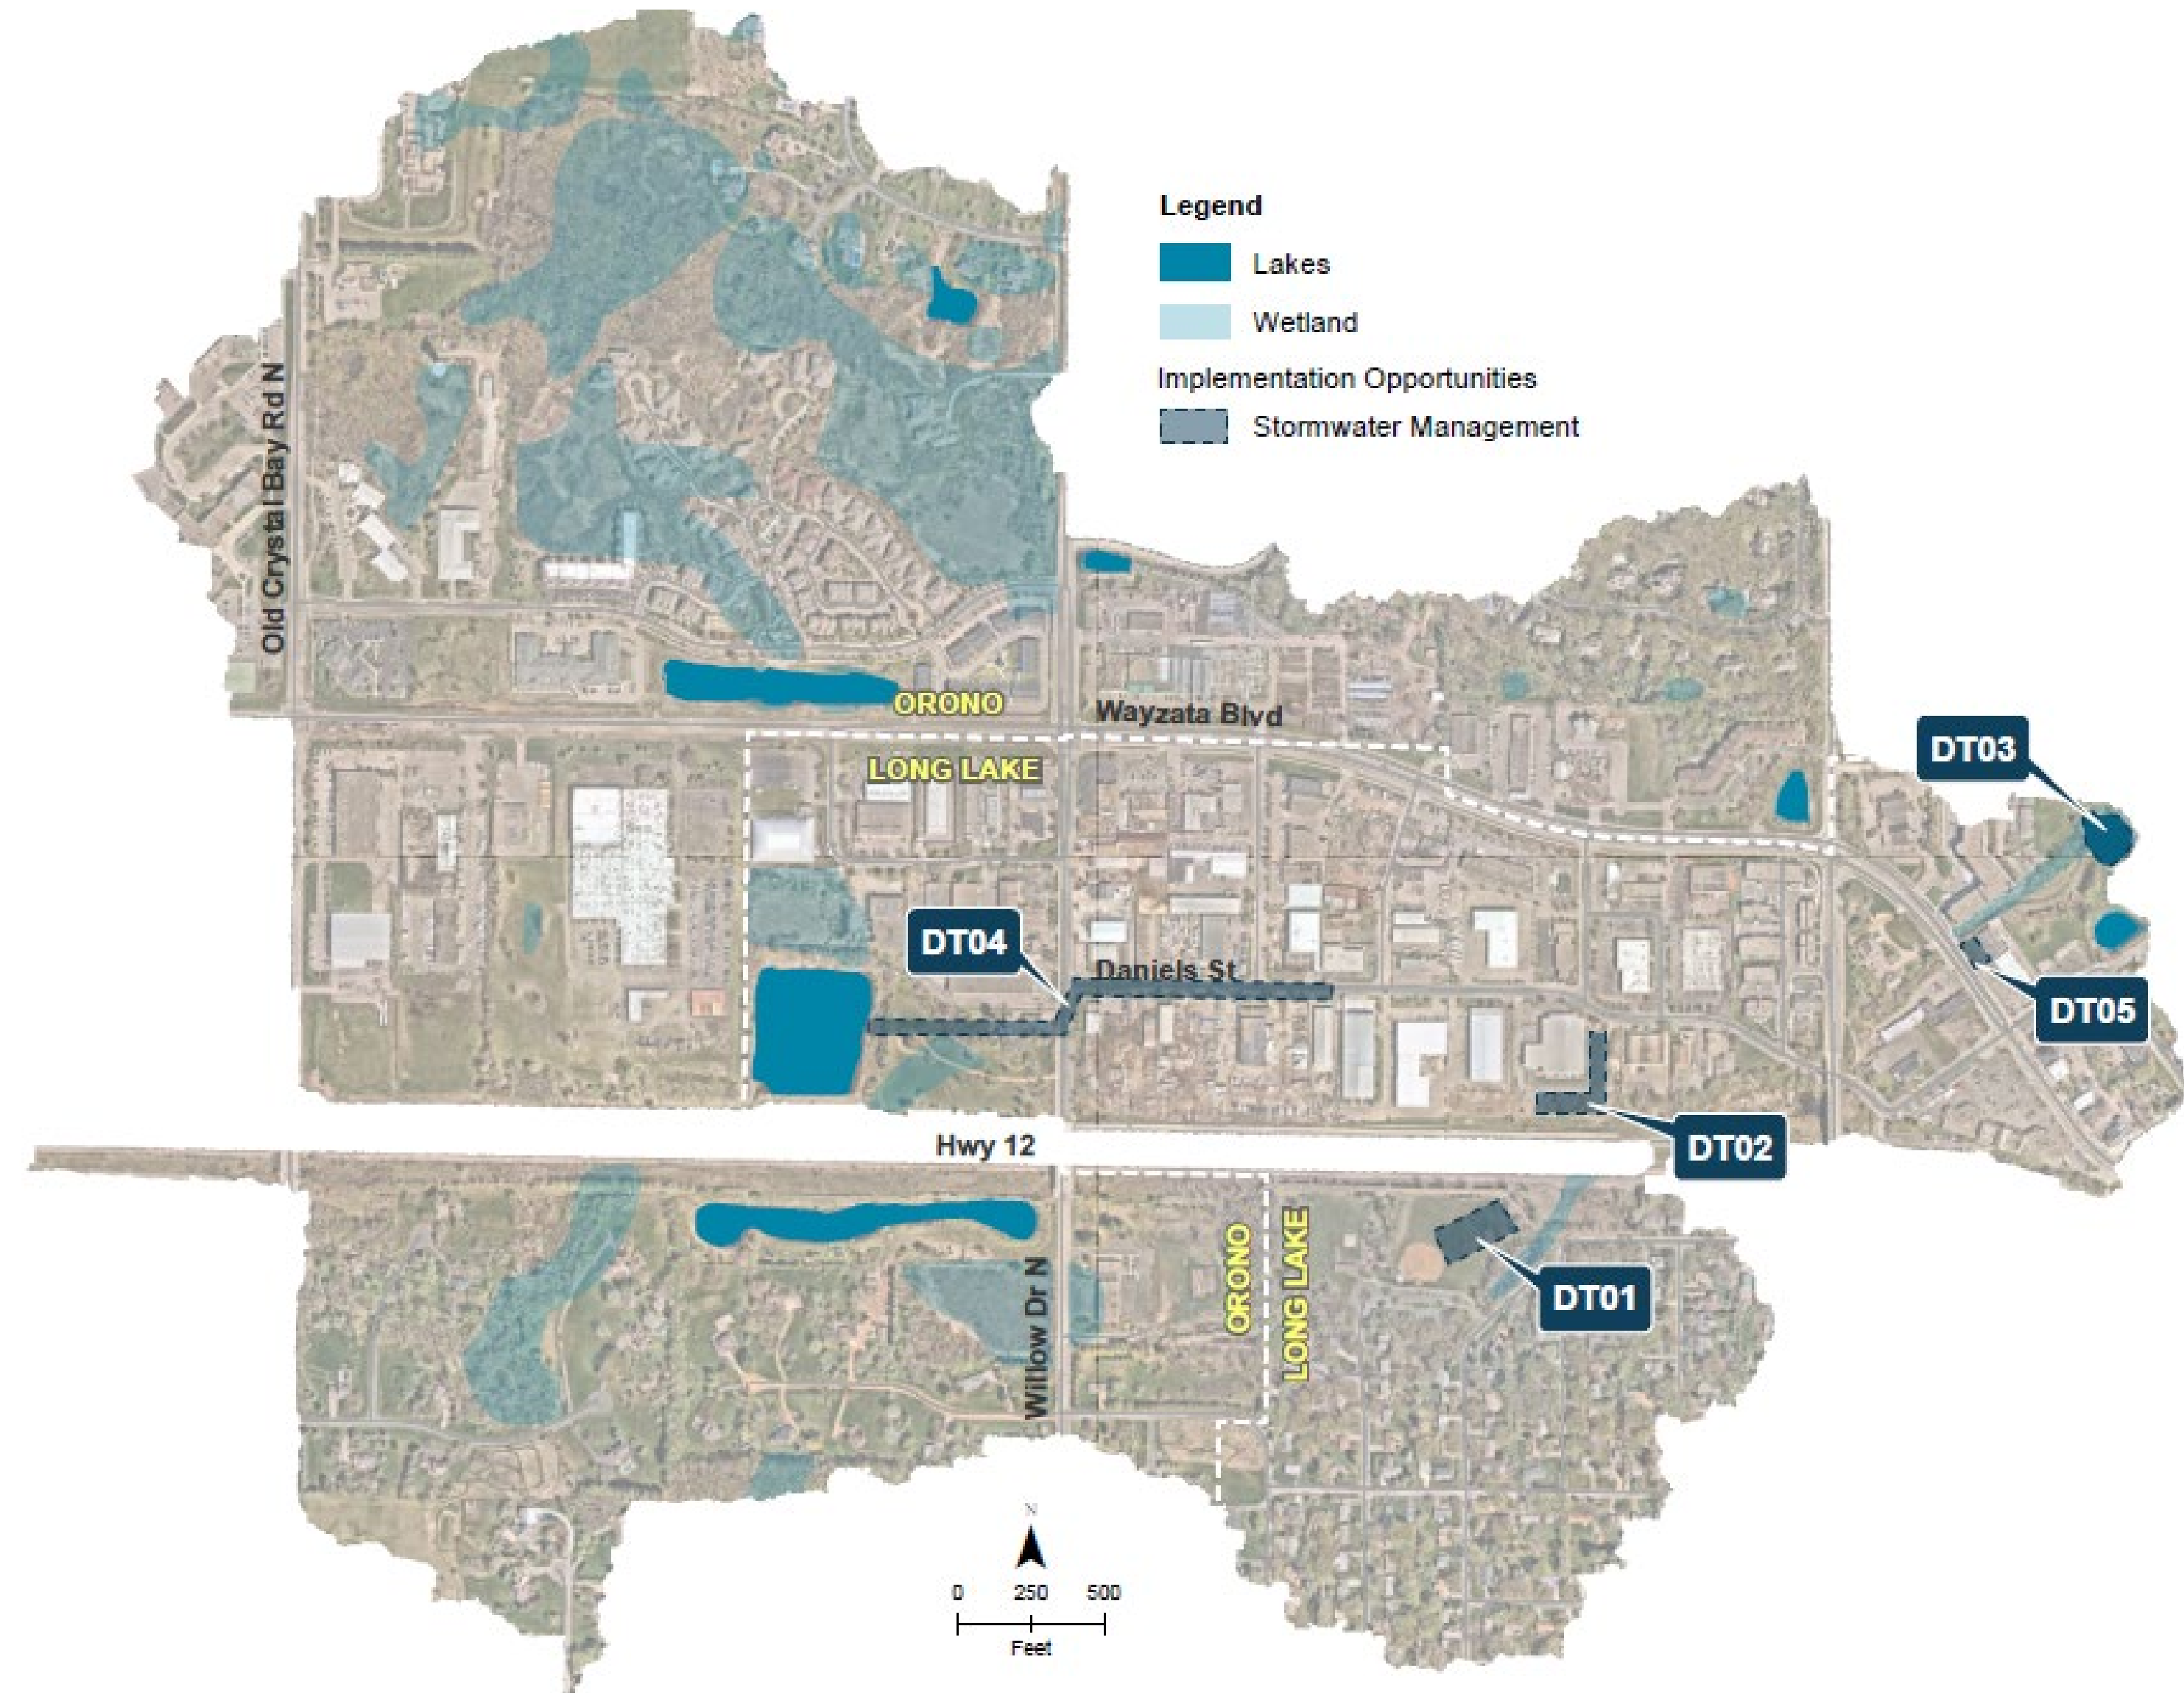 Legend
Lakes
Wetland
Implementation Opportunities
Stormwater Management
Old Crystal Bay Rd N
ORONO
Wayzata Blvd
LONG LAKE
DT03
DT04
Daniels St
DT05
DT02
Hwy 12
Willow Dr N
ORONO
LONG LAKE
DT01
N
0 250 500
Feet